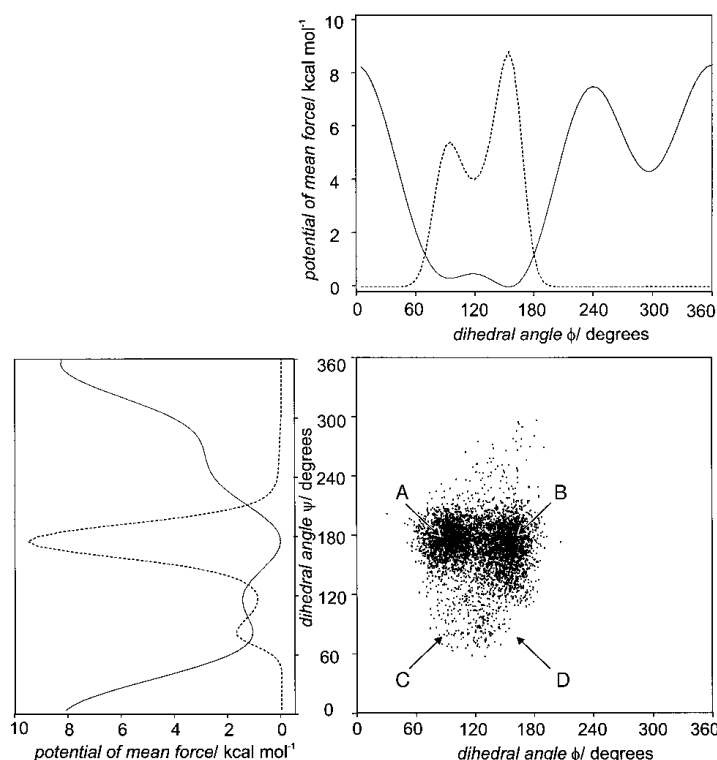 10
8
6
4
2
0
potential of mean force/ kcal mol⁻¹
0 60 120 180 240 300 360
dihedral angle ϕ/ degrees
360
300
240
180
120
60
0
dihedral angle ψ/ degrees
A
B
C
D
10 8 6 4 2 0
potential of mean force/ kcal mol⁻¹
0 60 120 180 240 300 360
dihedral angle ϕ/ degrees